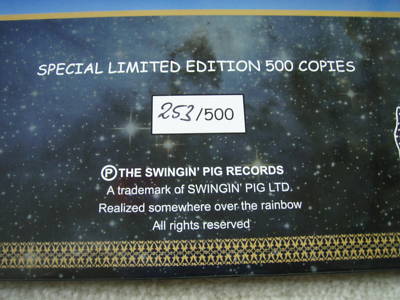 SPECIAL LIMITED EDITION 500 COPIES
253/500
Ⓟ THE SWINGIN' PIG RECORDS
A trademark of SWINGIN' PIG LTD.
Realized somewhere over the rainbow
All rights reserved